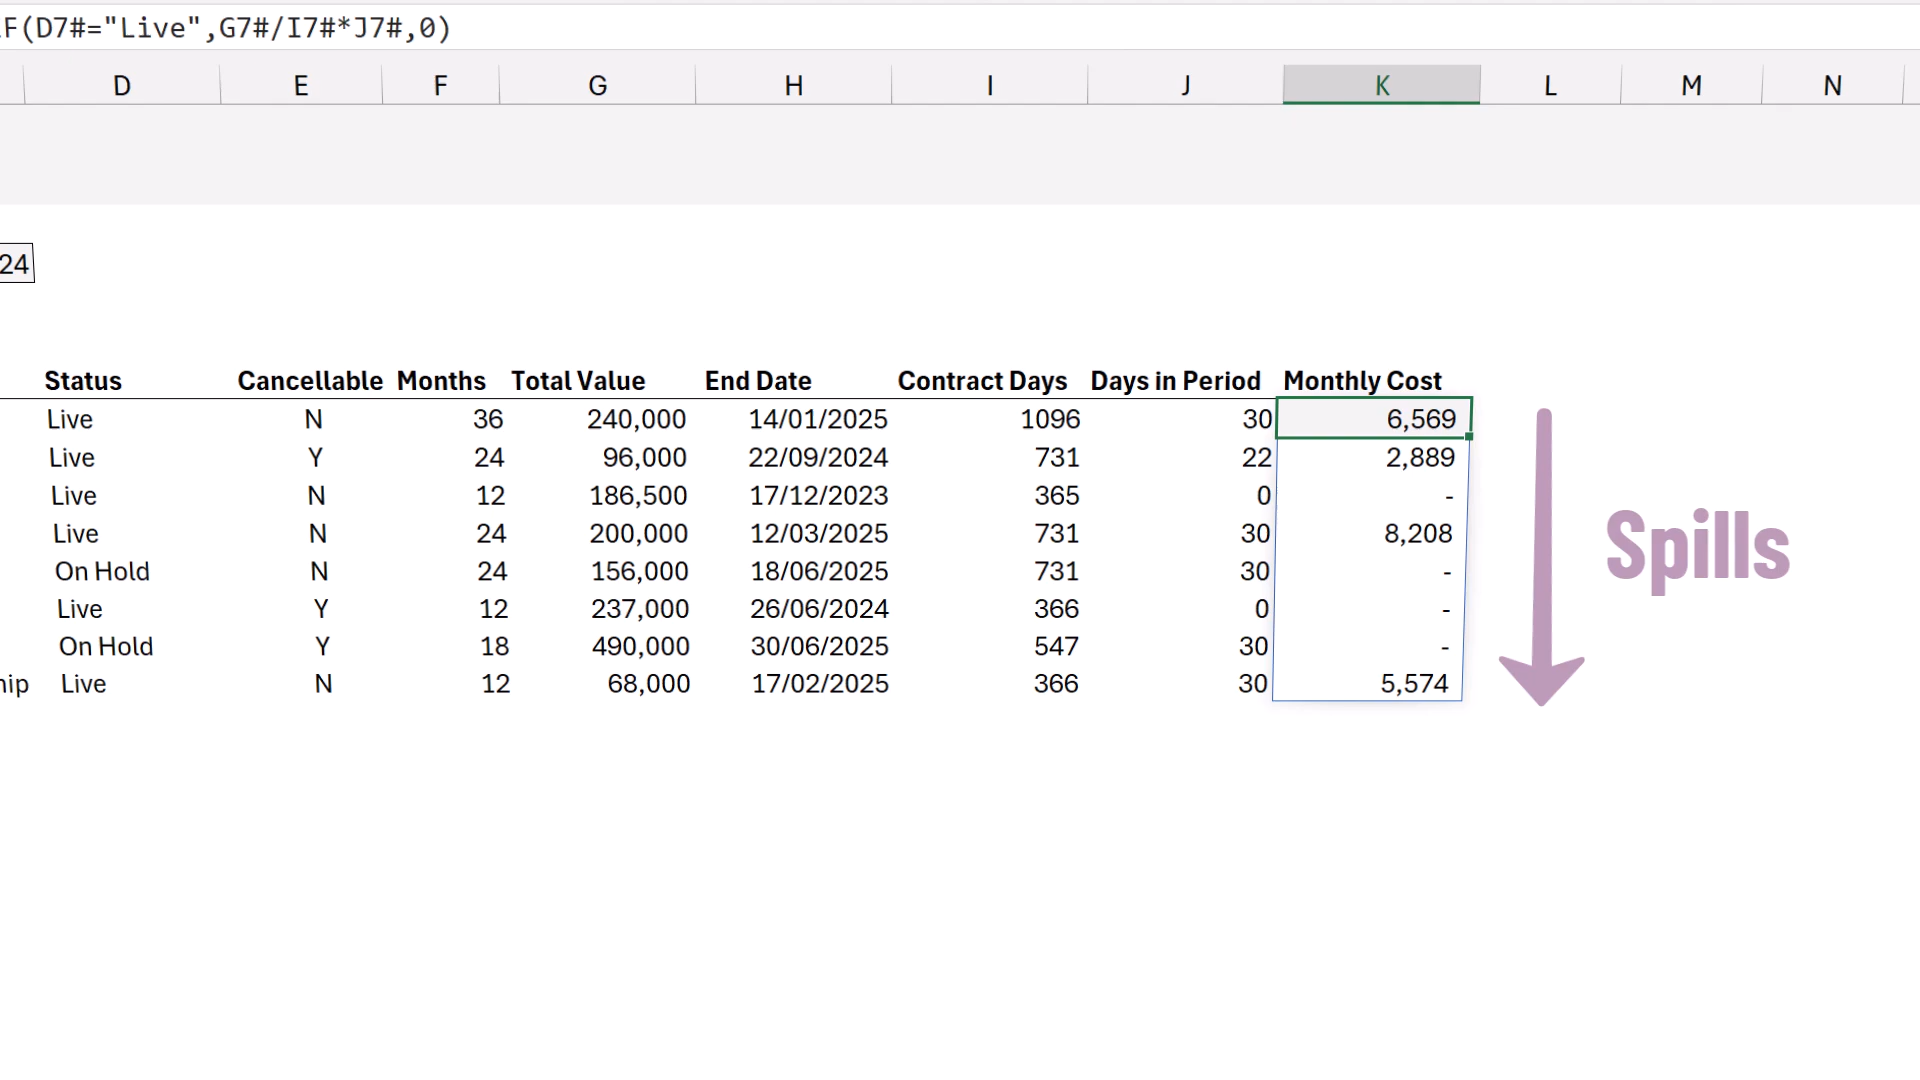 F(D7#="Live",G7#/I7#*J7#,0)
D E F G H I J K L M N
24
Status Cancellable Months Total Value End Date Contract Days Days in Period Monthly Cost
Live N 36 240,000 14/01/2025 1096 30 6,569
Live Y 24 96,000 22/09/2024 731 22 2,889
Live N 12 186,500 17/12/2023 365 0 -
Live N 24 200,000 12/03/2025 731 30 8,208
On Hold N 24 156,000 18/06/2025 731 30 -
Live Y 12 237,000 26/06/2024 366 0 -
On Hold Y 18 490,000 30/06/2025 547 30 -
hip Live N 12 68,000 17/02/2025 366 30 5,574
Spills